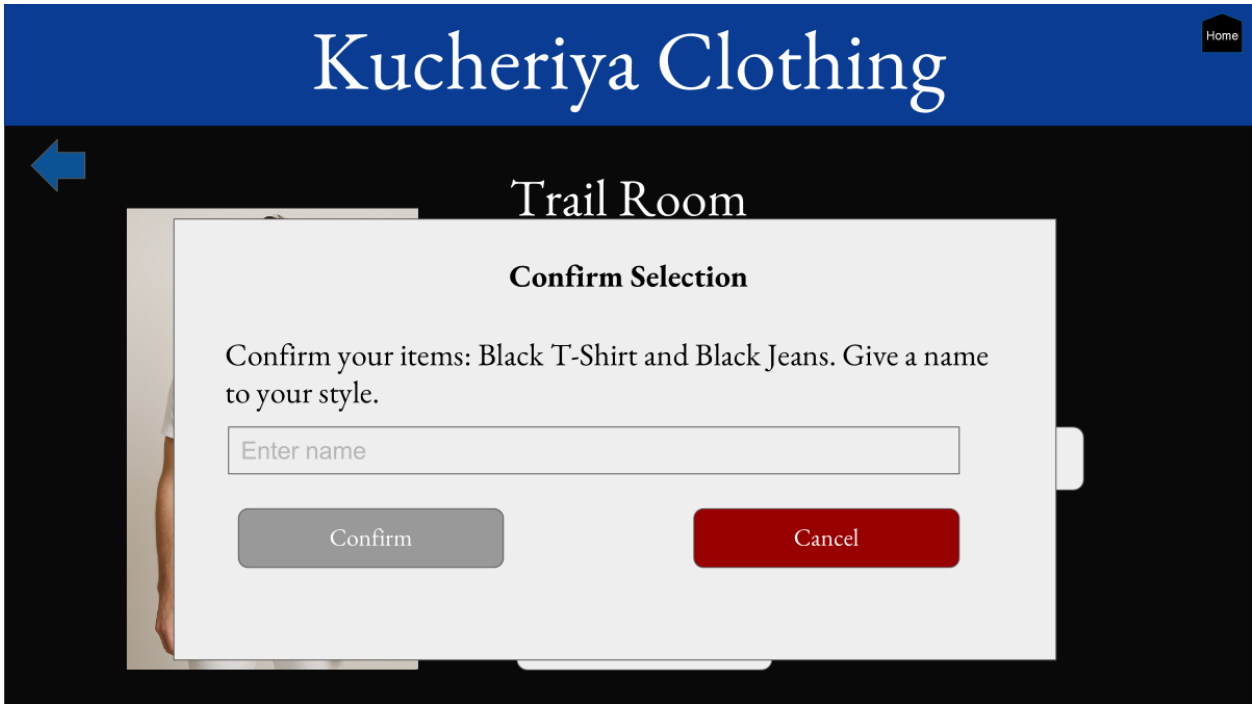 Kucheriya Clothing
Home
Trail Room
Confirm Selection
Confirm your items: Black T-Shirt and Black Jeans. Give a name
to your style.
Enter name
Confirm
Cancel